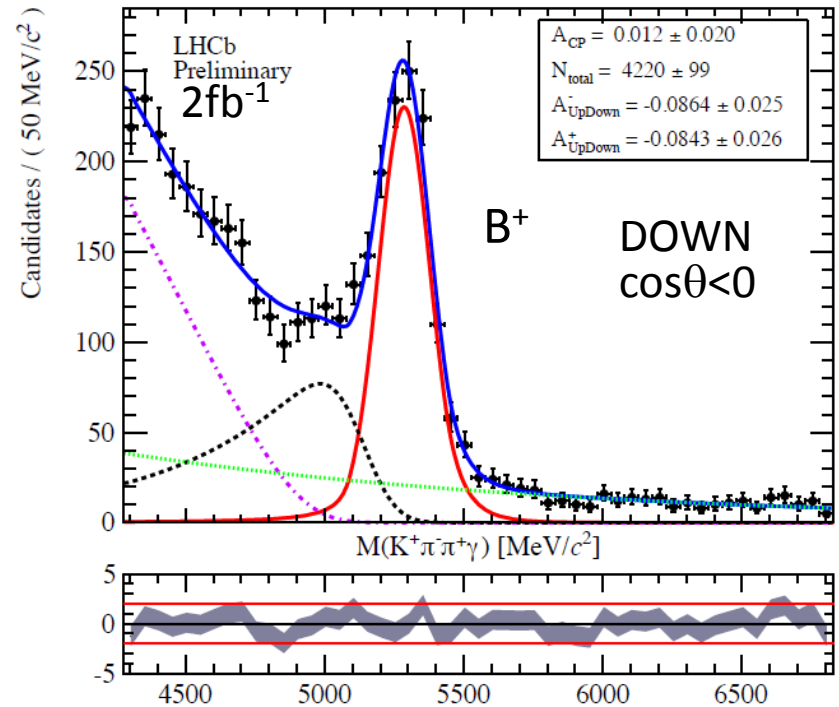 LHCb
Preliminary
2fb⁻¹
A_CP = 0.012 ± 0.020
N_total = 4220 ± 99
A⁻_UpDown = -0.0864 ± 0.025
A⁺_UpDown = -0.0843 ± 0.026
B⁺
DOWN
cosθ<0
Candidates / ( 50 MeV/c² )
250
200
150
100
50
0
M(K⁺π⁻π⁺γ) [MeV/c²]
5
0
-5
4500 5000 5500 6000 6500